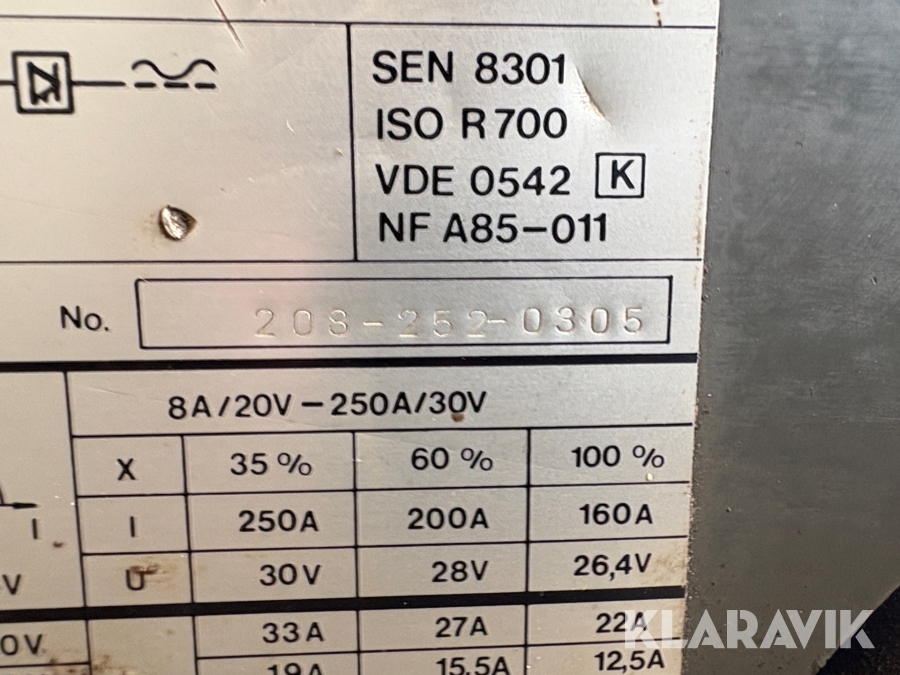 SEN 8301
ISO R700
VDE 0542 K
NF A85-011
No. 208-252-0305
8A/20V-250A/30V
X 35% 60% 100%
I I 250A 200A 160A
V U 30V 28V 26,4V
0V 33A 27A 22A
19A 15,5A 12,5A
KLARAVIK